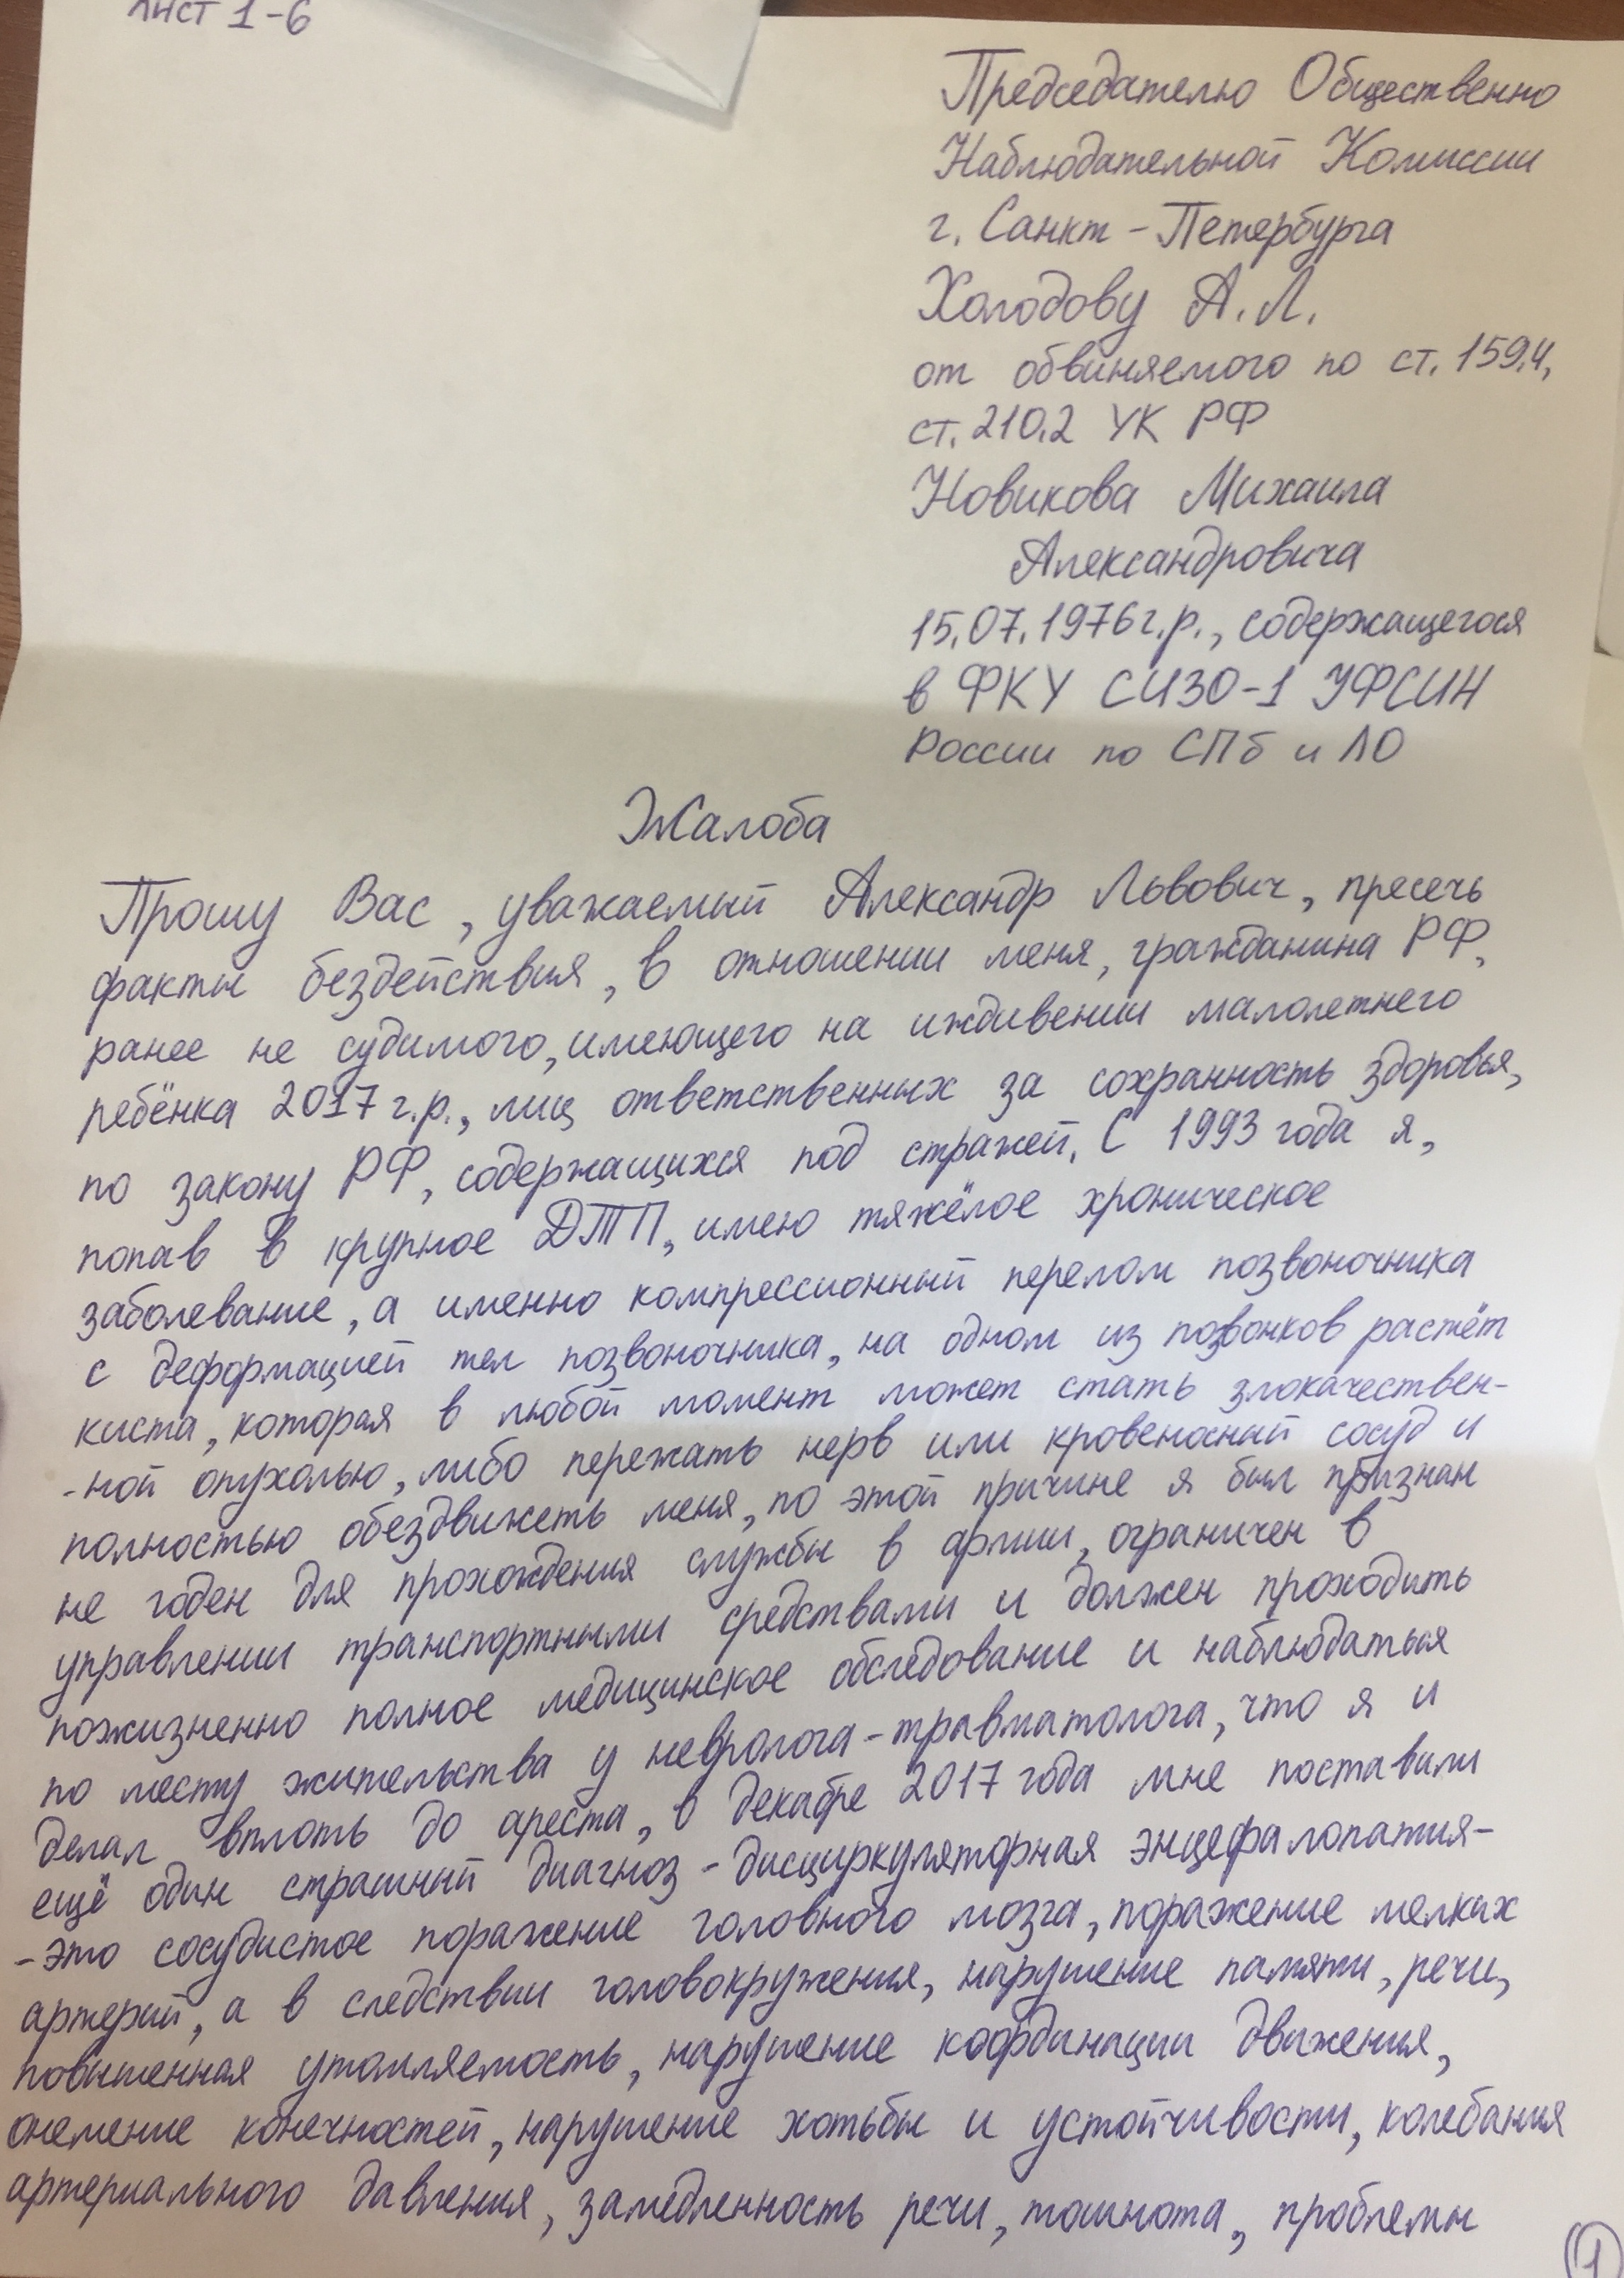 лист 1-6
Председателю Общественно
Наблюдательной Комиссии
г. Санкт-Петербурга
Холодову А.Л.
от обвиняемого по ст. 159.4,
ст. 210.2 УК РФ
Новикова Михаила
Александровича
15.07.1976г.р., содержащегося
в ФКУ СИЗО-1 УФСИН
России по СПб и ЛО
Жалоба
Прошу Вас, уважаемый Александр Львович, пресечь
факты бездействия, в отношении меня, гражданина РФ,
ранее не судимого, имеющего на иждивении малолетнего
ребёнка 2017 г.р., лиц ответственных за сохранность здоровья,
по закону РФ, содержащихся под стражей. С 1993 года я,
попав в крупное ДТП, имею тяжёлое хроническое
заболевание, а именно компрессионный перелом позвоночника
с деформацией тел позвоночника, на одном из позвонков растёт
киста, которая в любой момент может стать злокачествен-
-ной опухолью, либо пережать нерв или кровеносный сосуд и
полностью обездвижеть меня, по этой причине я был признан
не годен для прохождения службы в армии, ограничен в
управлении транспортными средствами и должен проходить
пожизненно полное медицинское обследование и наблюдаться
по месту жительства у невролога-травматолога, что я и
делал вплоть до ареста, в декабре 2017 года мне поставили
ещё один страшный диагноз - дисциркуляторная энцефалопатия-
-это сосудистое поражение головного мозга, поражение мелких
артерий, а в следствии головокружения, нарушение памяти, речи,
повышенная утомляемость, нарушение координации движения,
онемение конечностей, нарушение хотьбы и устойчивости, колебания
артериального давления, замедленность речи, тошнота, проблемы
1